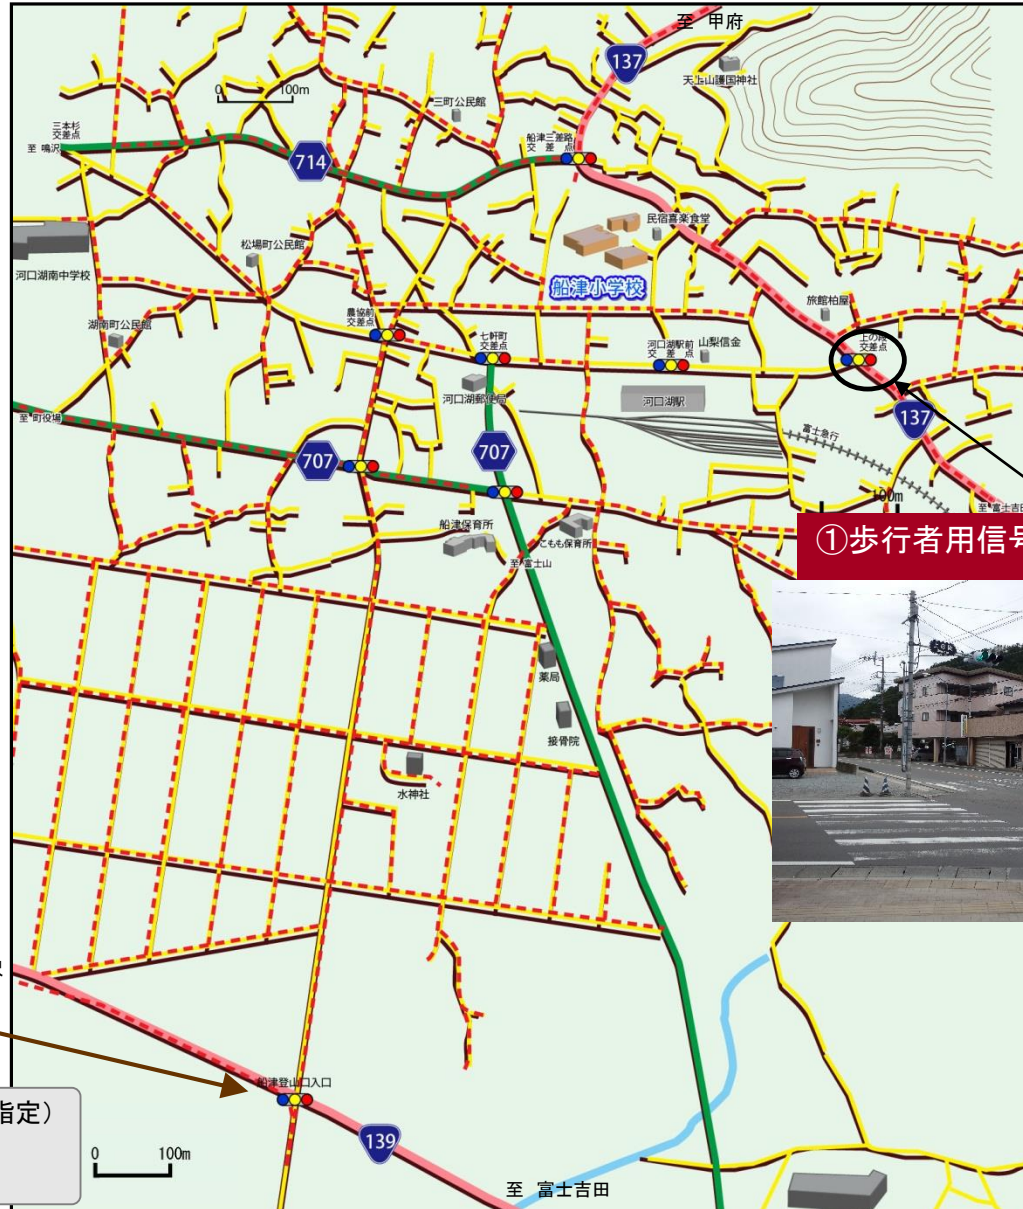 至 甲府
137
天上山護国神社
0 100m
三町公民館
三本杉
交差点
至 鳴沢
船津三差路
交差点
714
民宿喜楽食堂
松場町公民館
河口湖南中学校
船津小学校
旅館柏屋
湖南町公民館
農協前
交差点
七軒町
交差点
河口湖駅前
交差点
山梨信金
上の段
交差点
河口湖郵便局
河口湖駅
至 町役場
137
富士急行
707
707
100m
至 富士吉田
船津保育所
こもも保育所
①歩行者用信号
至 富士山
薬局
接骨院
水神社
船津登山口入口
指定）
139
0 100m
至 富士吉田